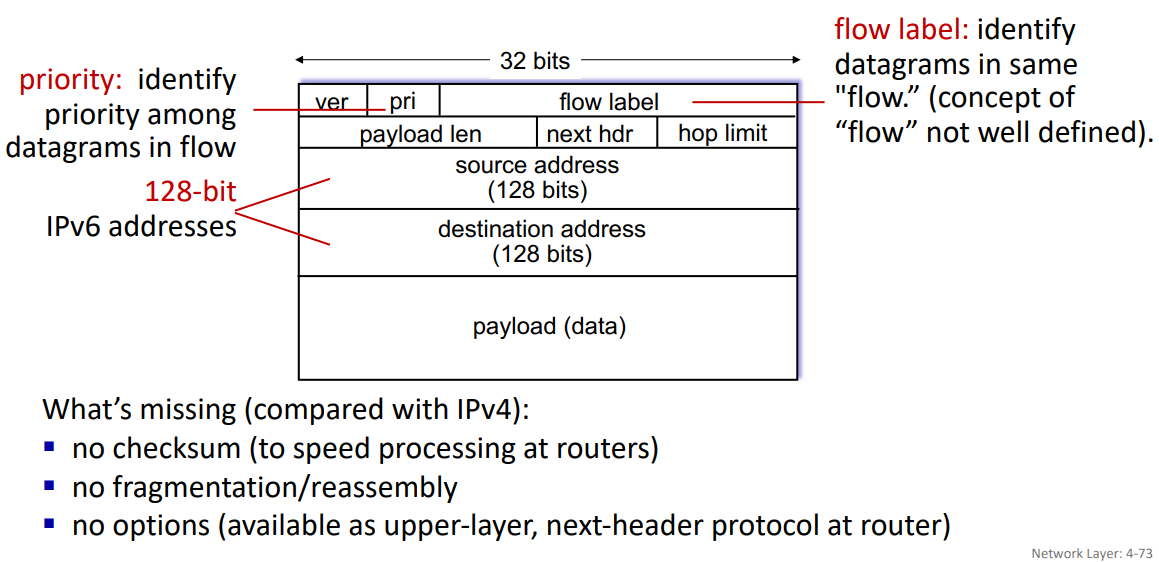 32 bits
ver pri flow label
payload len next hdr hop limit
source address
(128 bits)
destination address
(128 bits)
payload (data)
priority: identify
priority among
datagrams in flow
128-bit
IPv6 addresses
flow label: identify
datagrams in same
"flow.” (concept of
“flow” not well defined).
What’s missing (compared with IPv4):
▪ no checksum (to speed processing at routers)
▪ no fragmentation/reassembly
▪ no options (available as upper-layer, next-header protocol at router)
Network Layer: 4-73